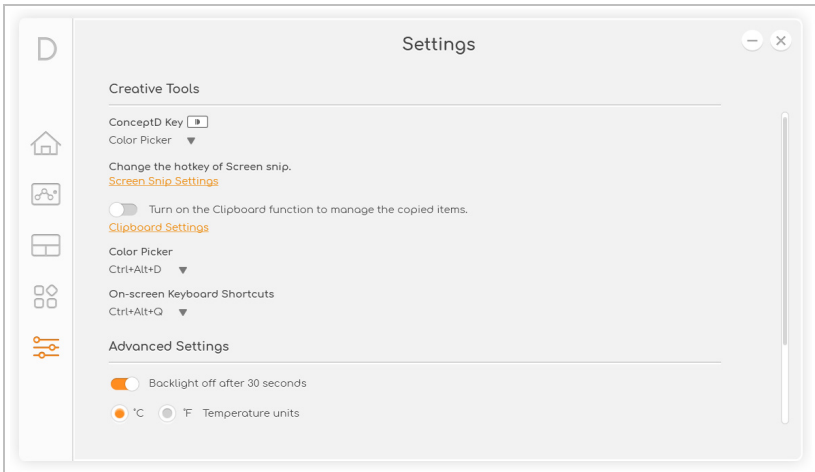 D
Settings
Creative Tools
ConceptD Key
Color Picker
Change the hotkey of Screen snip.
Screen Snip Settings
Turn on the Clipboard function to manage the copied items.
Clipboard Settings
Color Picker
Ctrl+Alt+D
On-screen Keyboard Shortcuts
Ctrl+Alt+Q
Advanced Settings
Backlight off after 30 seconds
°C °F Temperature units